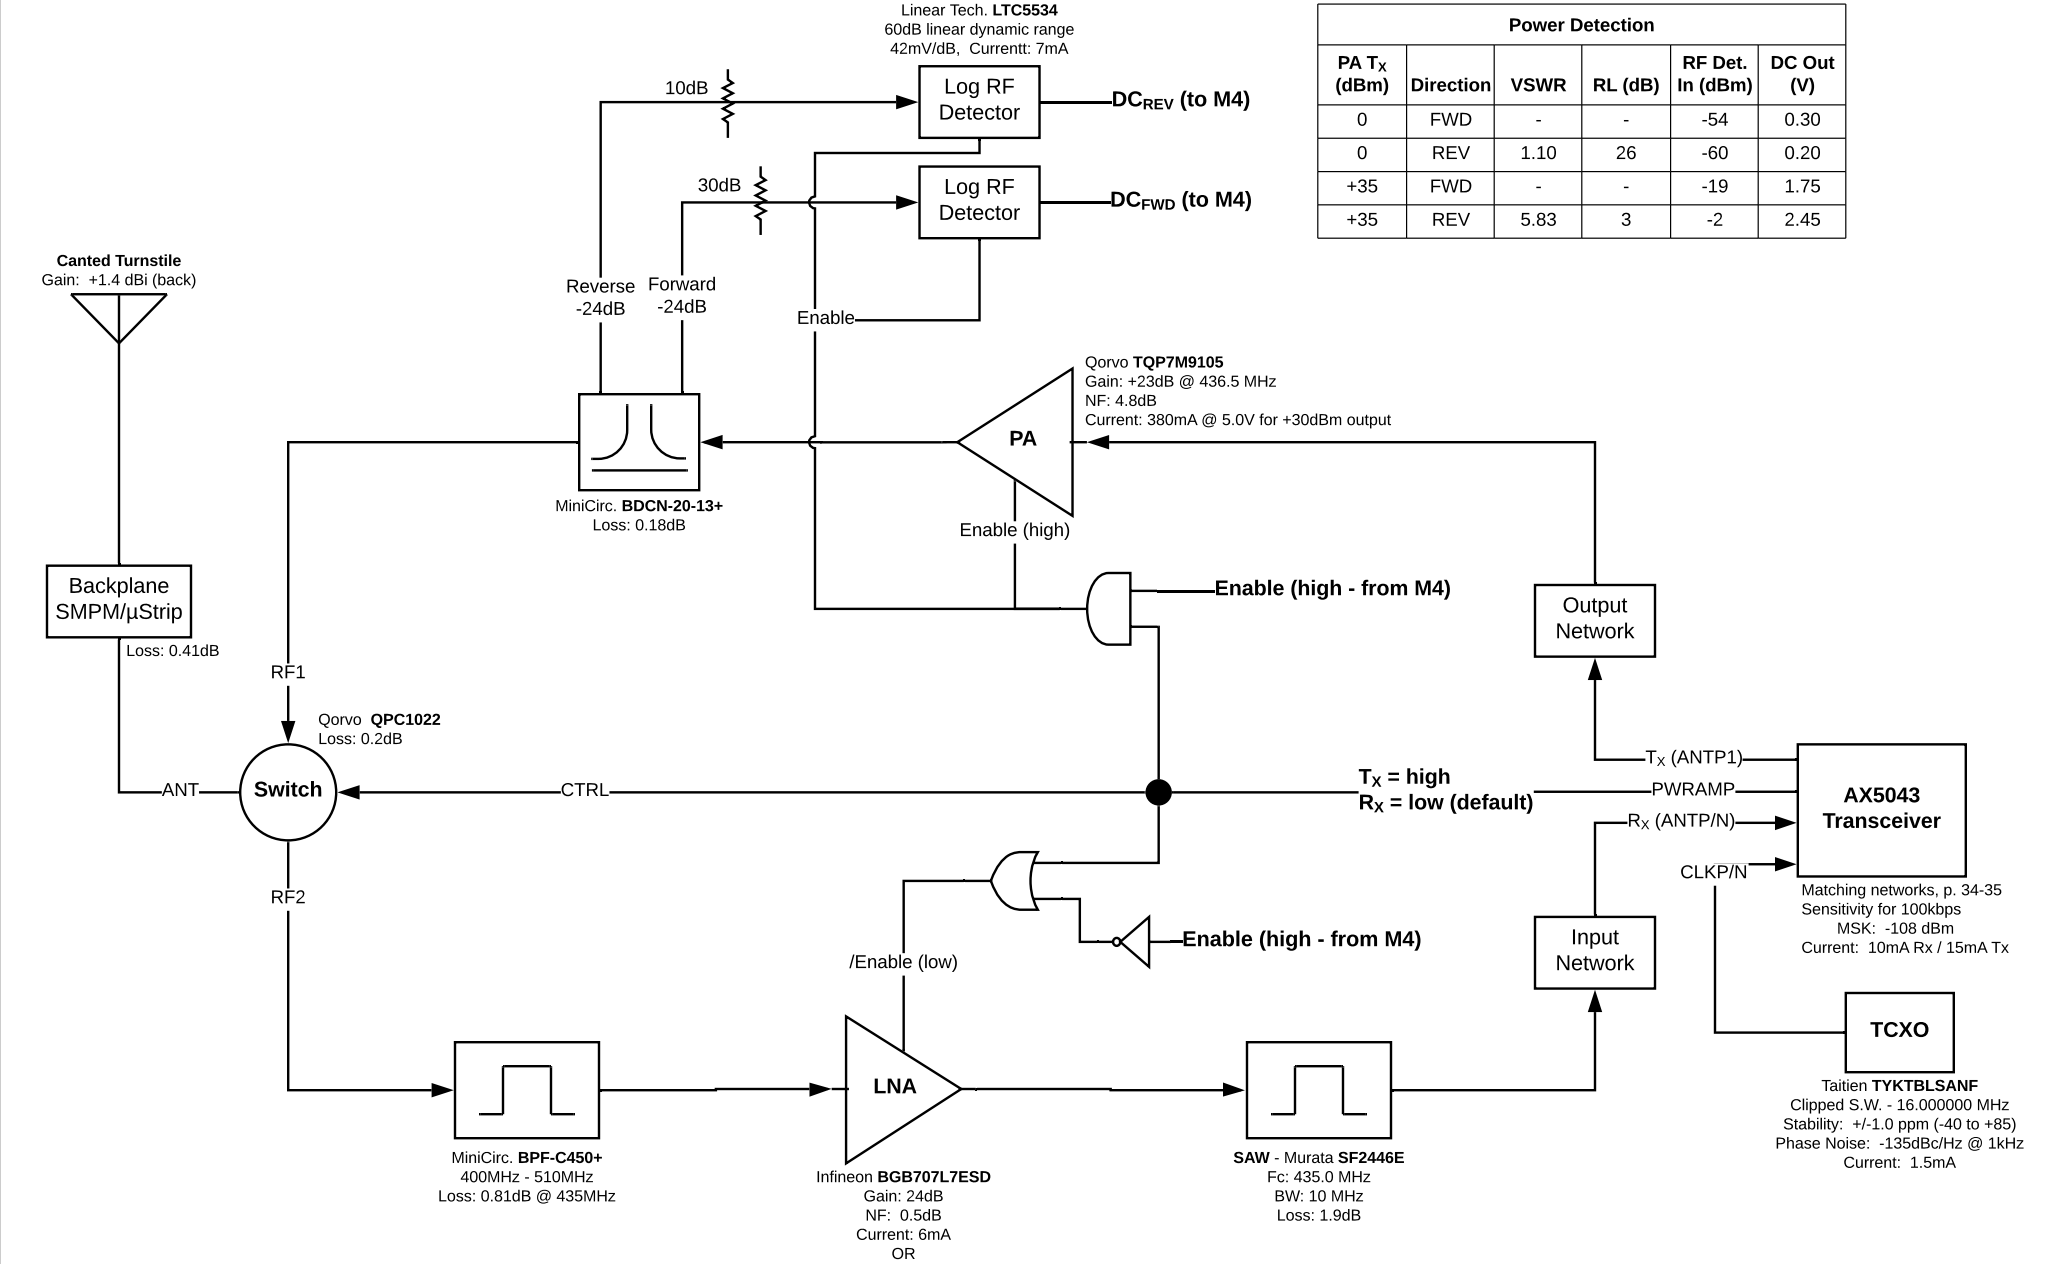 Linear Tech. LTC5534
60dB linear dynamic range
42mV/dB,  Currentt: 7mA
10dB
Log RF
Detector
DCREV (to M4)
30dB
Log RF
Detector
DCFWD (to M4)
Power Detection
PA TX (dBm) Direction VSWR RL (dB) RF Det. In (dBm) DC Out (V)
0 FWD - - -54 0.30
0 REV 1.10 26 -60 0.20
+35 FWD - - -19 1.75
+35 REV 5.83 3 -2 2.45
Canted Turnstile
Gain:  +1.4 dBi (back)
Reverse
-24dB
Forward
-24dB
Enable
Qorvo TQP7M9105
Gain: +23dB @ 436.5 MHz
NF: 4.8dB
Current: 380mA @ 5.0V for +30dBm output
PA
MiniCirc. BDCN-20-13+
Loss: 0.18dB
Enable (high)
Enable (high - from M4)
Backplane
SMPM/µStrip
Loss: 0.41dB
Output
Network
RF1
Qorvo  QPC1022
Loss: 0.2dB
Switch
ANT
CTRL
TX = high
RX = low (default)
TX (ANTP1)
PWRAMP
RX (ANTP/N)
CLKP/N
AX5043
Transceiver
Matching networks, p. 34-35
Sensitivity for 100kbps
MSK:  -108 dBm
Current:  10mA Rx / 15mA Tx
RF2
Enable (high - from M4)
/Enable (low)
Input
Network
TCXO
Taitien TYKTBLSANF
Clipped S.W. - 16.000000 MHz
Stability:  +/-1.0 ppm (-40 to +85)
Phase Noise:  -135dBc/Hz @ 1kHz
Current:  1.5mA
MiniCirc. BPF-C450+
400MHz - 510MHz
Loss: 0.81dB @ 435MHz
LNA
Infineon BGB707L7ESD
Gain: 24dB
NF:  0.5dB
Current: 6mA
OR
SAW - Murata SF2446E
Fc: 435.0 MHz
BW: 10 MHz
Loss: 1.9dB